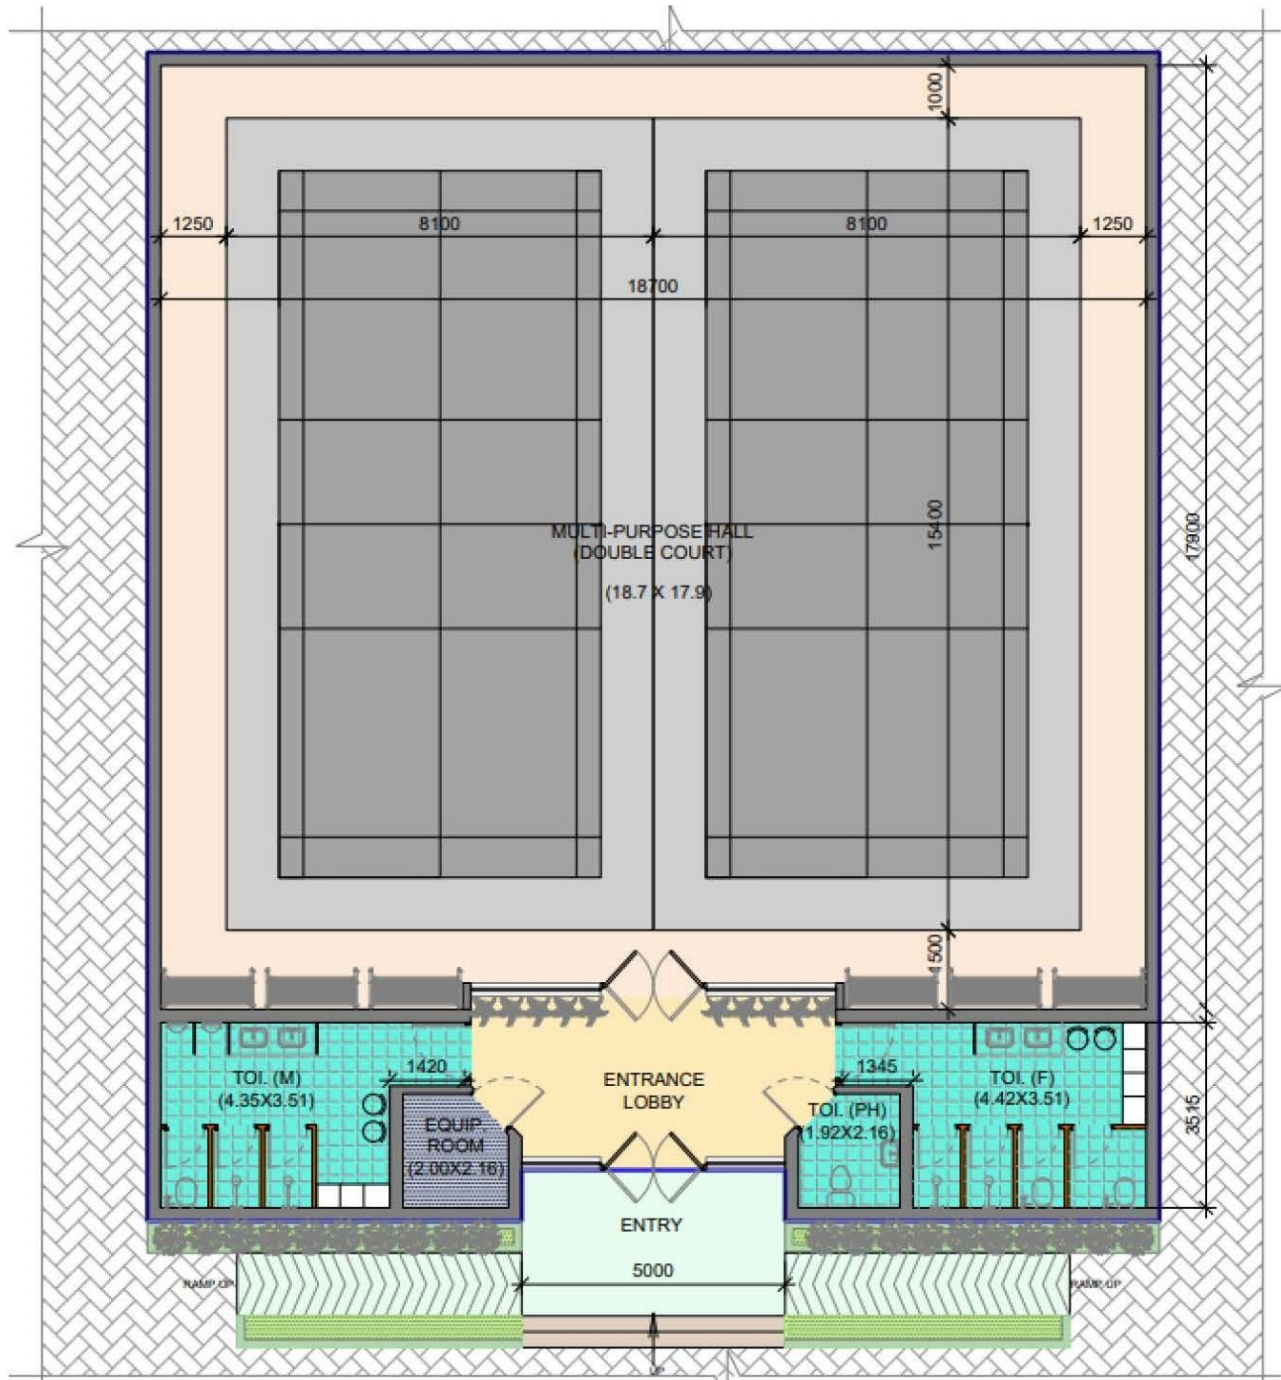 1000
1250
8100
8100
1250
18700
MULTI-PURPOSE HALL
(DOUBLE COURT)
(18.7 X 17.9)
15400
17900
1500
1420
1345
TOI. (M)
(4.35X3.51)
ENTRANCE
LOBBY
TOI. (F)
(4.42X3.51)
EQUIP.
ROOM
(2.00X2.16)
TOI. (PH)
(1.92X2.16)
3515
ENTRY
5000
RAMP UP
RAMP UP
UP